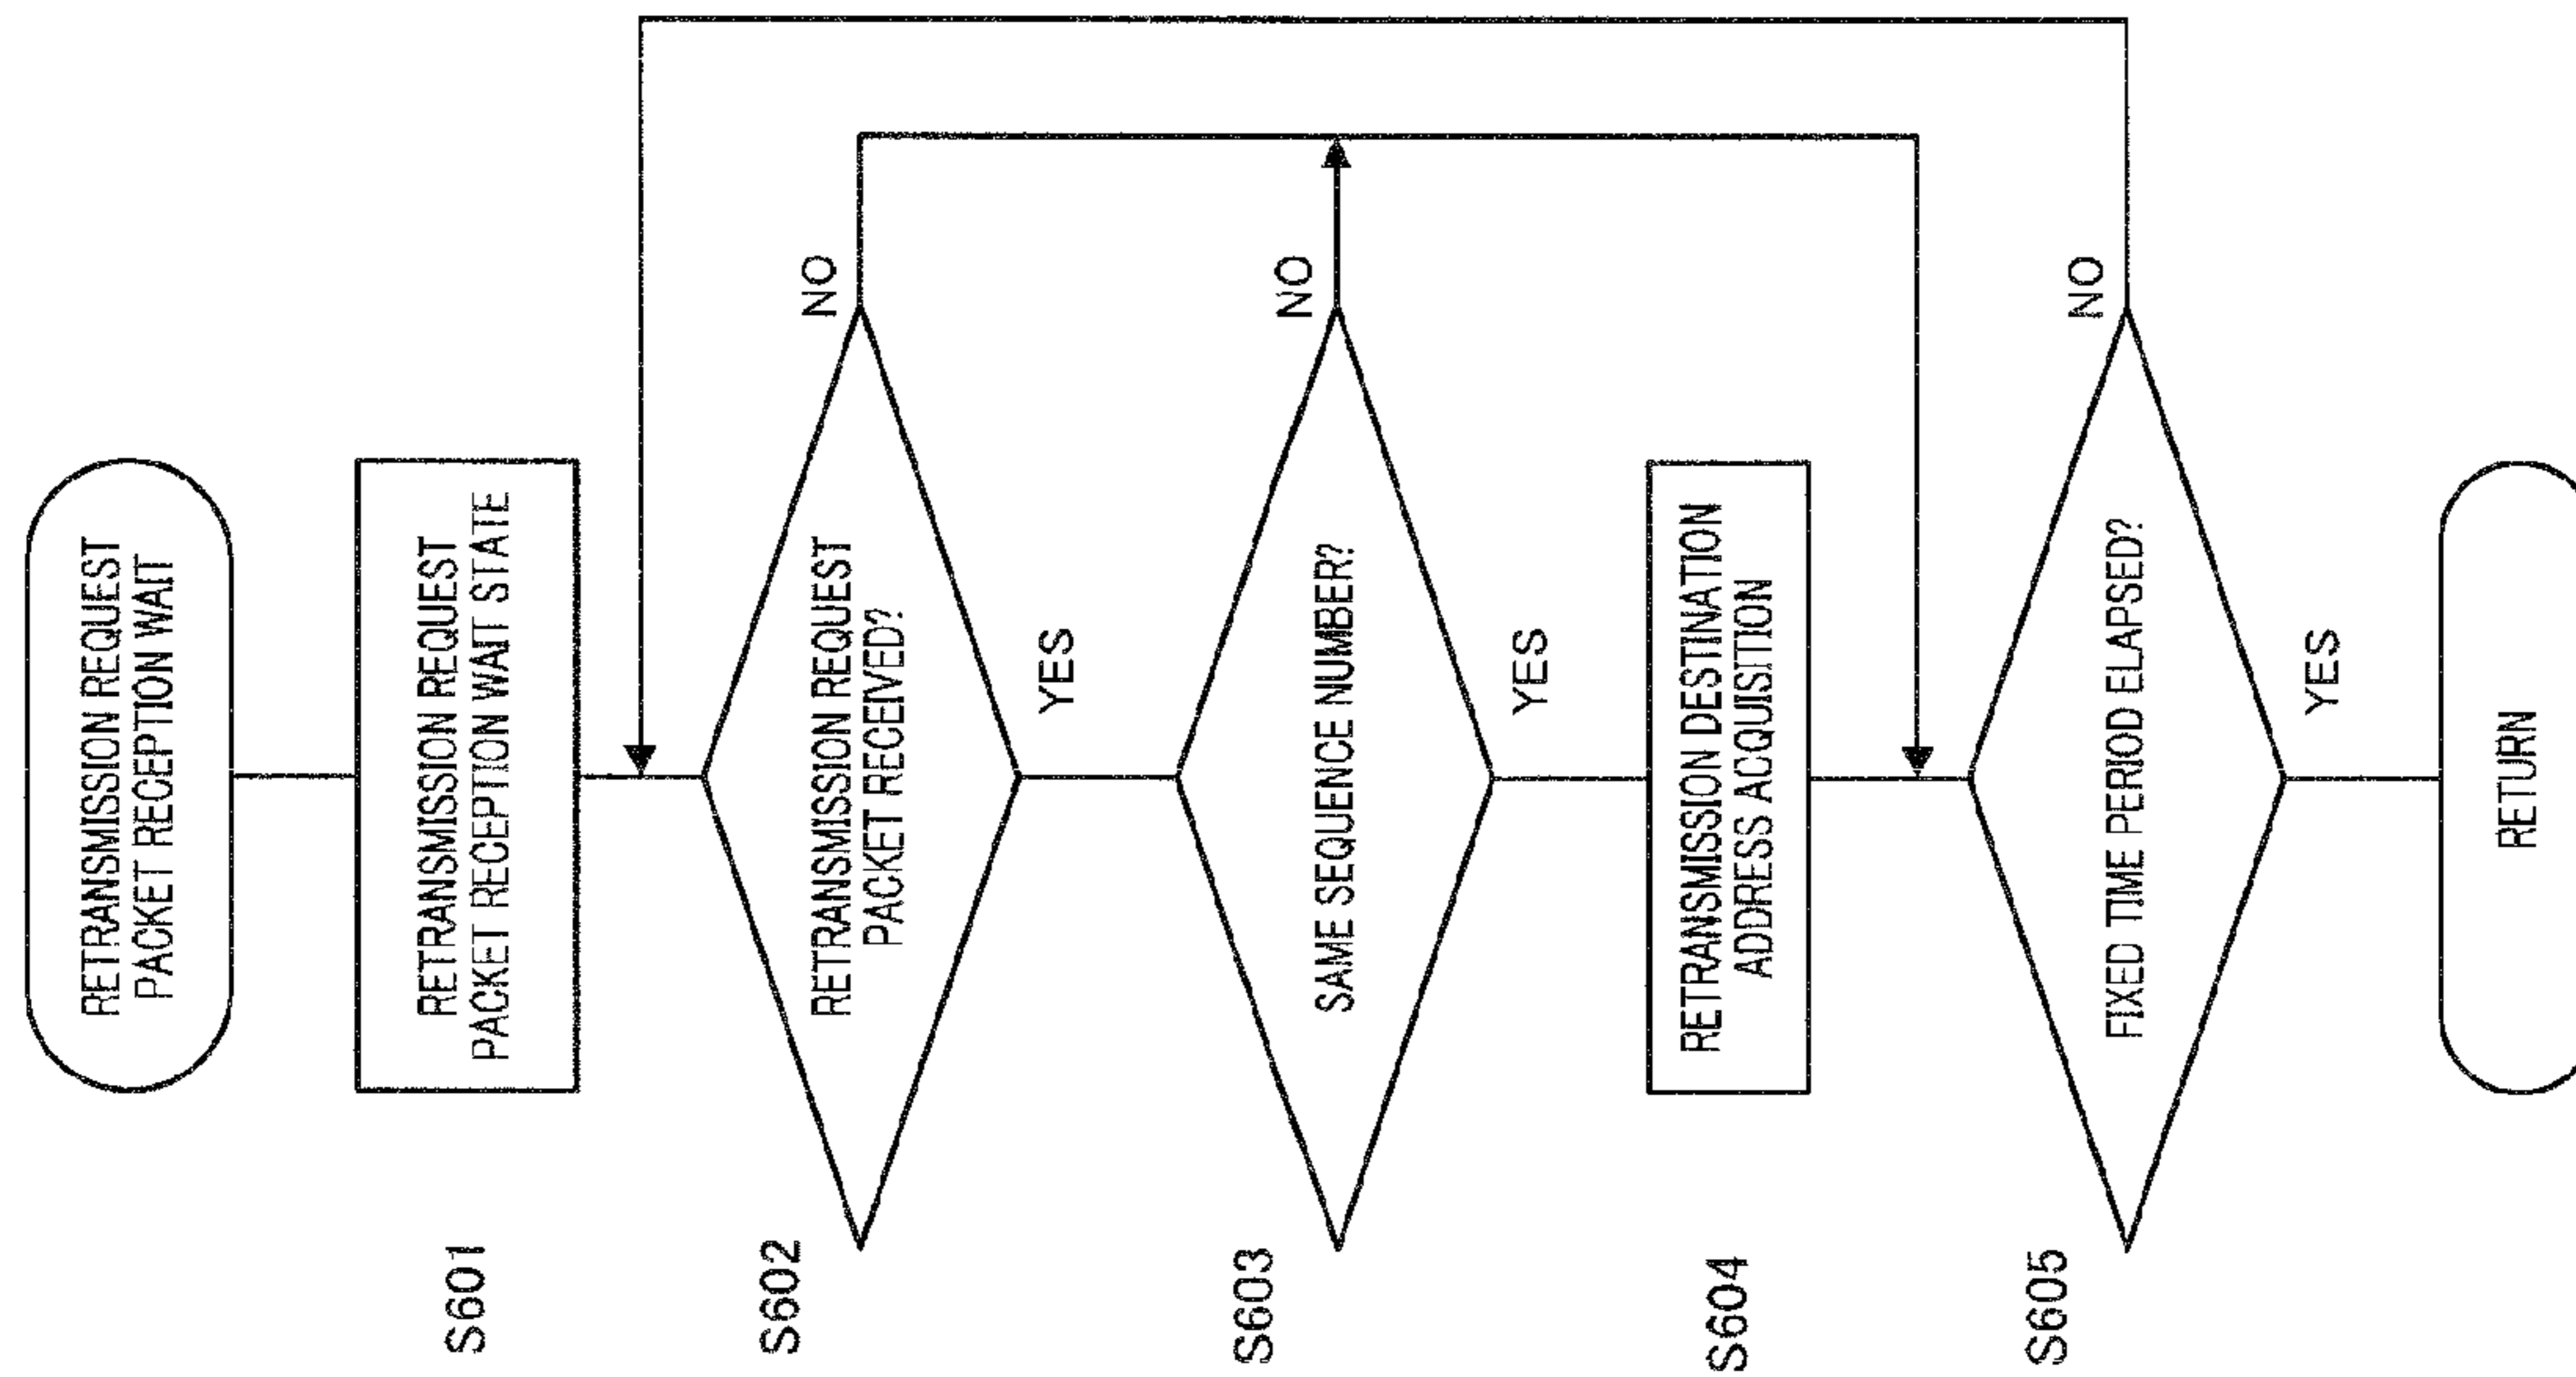 RETRANSMISSION REQUEST
PACKET RECEPTION WAIT
S601
RETRANSMISSION REQUEST
PACKET RECEPTION WAIT STATE
S602
RETRANSMISSION REQUEST
PACKET RECEIVED?
NO
YES
S603
SAME SEQUENCE NUMBER?
NO
YES
S604
RETRANSMISSION DESTINATION
ADDRESS ACQUISITION
S605
FIXED TIME PERIOD ELAPSED?
NO
YES
RETURN